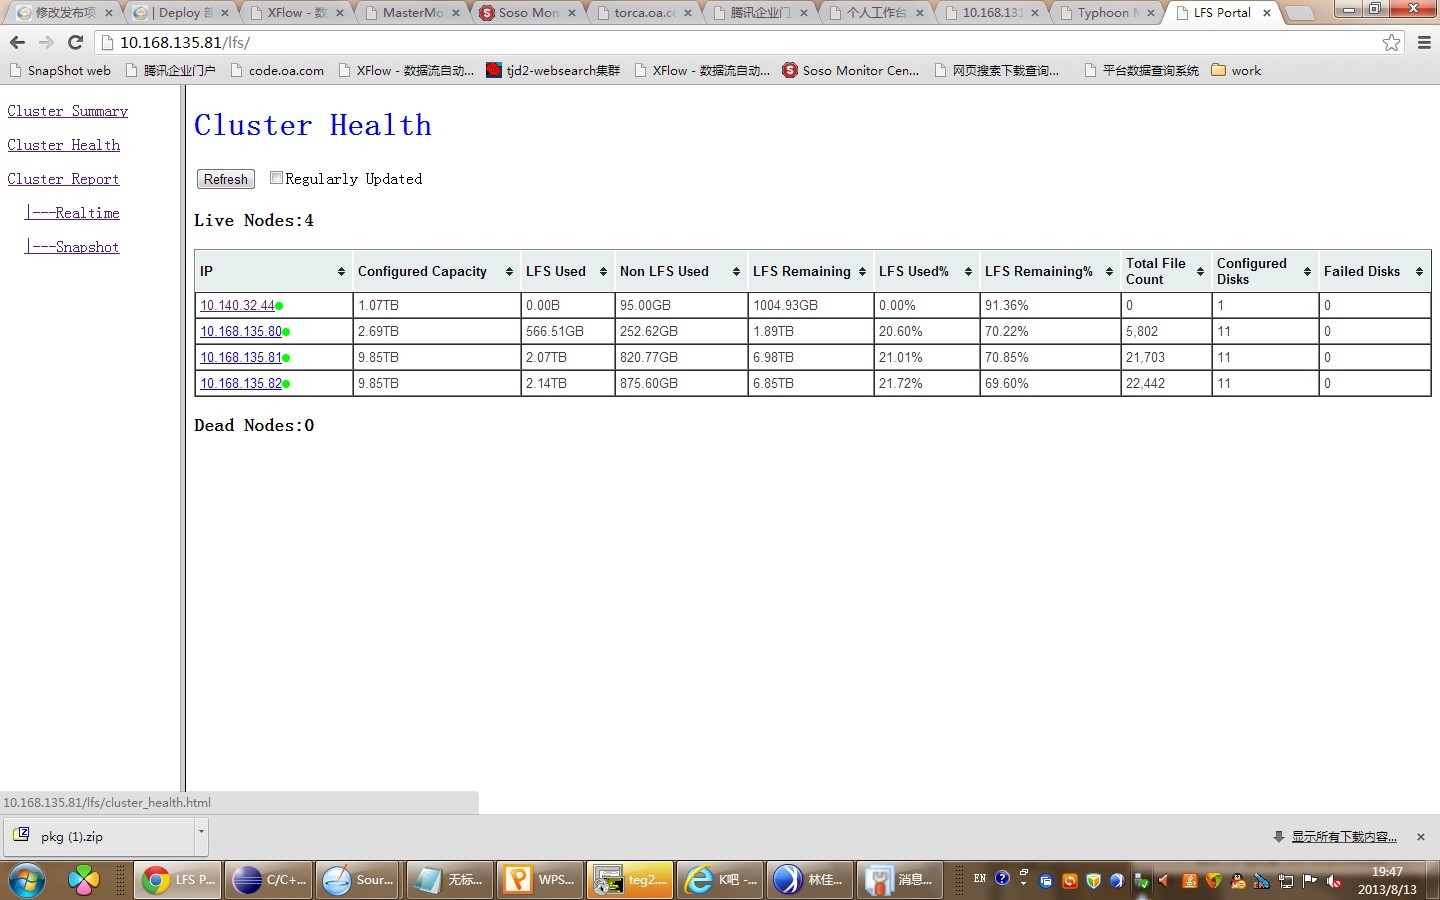 修改发布项
| Deploy 部
XFlow - 数
MasterMo
Soso Mon
torca.oa.co
腾讯企业门
个人工作台
10.168.131
Typhoon M
LFS Portal
10.168.135.81/lfs/
SnapShot web
腾讯企业门户
code.oa.com
XFlow - 数据流自动...
tjd2-websearch集群
XFlow - 数据流自动...
Soso Monitor Cen...
网页搜索下载查询...
平台数据查询系统
work
Cluster Summary
Cluster Health
Cluster Report
|---Realtime
|---Snapshot
Cluster Health
Refresh Regularly Updated
Live Nodes:4
IP Configured Capacity LFS Used Non LFS Used LFS Remaining LFS Used% LFS Remaining% Total File Count Configured Disks Failed Disks
10.140.32.44 1.07TB 0.00B 95.00GB 1004.93GB 0.00% 91.36% 0 1 0
10.168.135.80 2.69TB 566.51GB 252.62GB 1.89TB 20.60% 70.22% 5,802 11 0
10.168.135.81 9.85TB 2.07TB 820.77GB 6.98TB 21.01% 70.85% 21,703 11 0
10.168.135.82 9.85TB 2.14TB 875.60GB 6.85TB 21.72% 69.60% 22,442 11 0
Dead Nodes:0
10.168.135.81/lfs/cluster_health.html
pkg (1).zip
显示所有下载内容...
LFS P...
C/C+...
Sour...
无标...
WPS...
teg2....
K吧 -...
林佳...
消息...
EN
19:47
2013/8/13